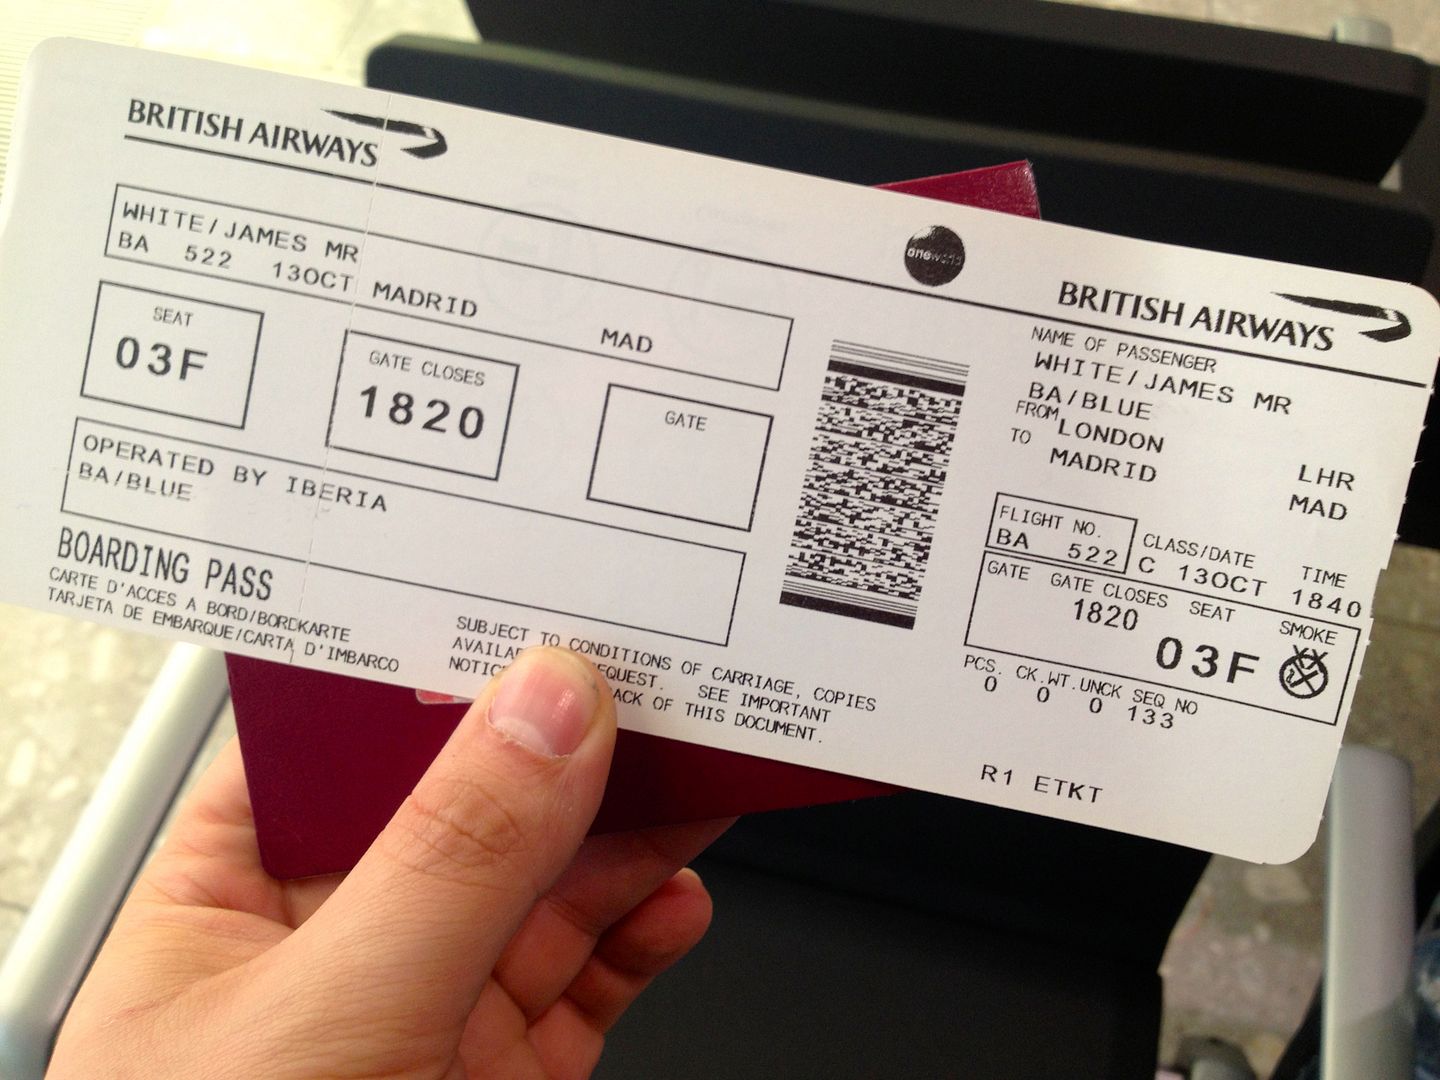 BRITISH AIRWAYS
WHITE/JAMES MR
BA 522 13OCT MADRID MAD
SEAT
03F
GATE CLOSES
1820
GATE
OPERATED BY IBERIA
BA/BLUE
BOARDING PASS
CARTE D'ACCES A BORD/BORDKARTE
TARJETA DE EMBARQUE/CARTA D'IMBARCO
SUBJECT TO CONDITIONS OF CARRIAGE, COPIES
REQUEST. SEE IMPORTANT
OF THIS DOCUMENT.
oneworld
BRITISH AIRWAYS
NAME OF PASSENGER
WHITE/JAMES MR
BA/BLUE
FROM LONDON LHR
TO MADRID MAD
FLIGHT NO. CLASS/DATE TIME
BA 522 C 13OCT 1840
GATE GATE CLOSES SEAT SMOKE
1820 03F
PCS. CK.WT. UNCK SEQ NO
0 0 0 133
R1 ETKT